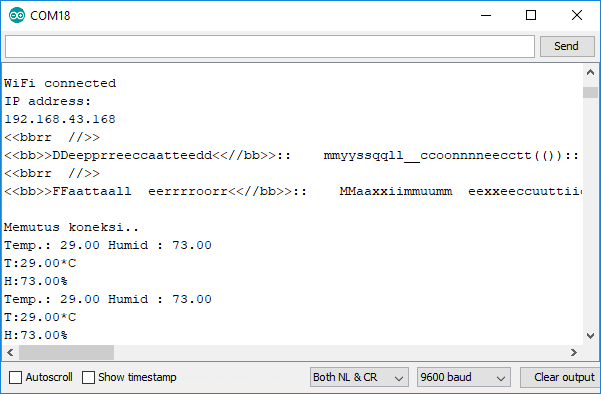 COM18
Send
WiFi connected
IP address:
192.168.43.168
<<bbrr  //>>
<<bb>>DDeepprreeccaatteedd<<//bb>>::    mmyyssqqll__ccoonnnneecctt(())::
<<bbrr  //>>
<<bb>>FFaattaall  eerrrroorr<<//bb>>::    MMaaxxiimmuumm  eexxeeccuuttii
Memutus koneksi..
Temp.: 29.00 Humid : 73.00
T:29.00*C
H:73.00%
Temp.: 29.00 Humid : 73.00
T:29.00*C
H:73.00%
Autoscroll Show timestamp Both NL & CR 9600 baud Clear output